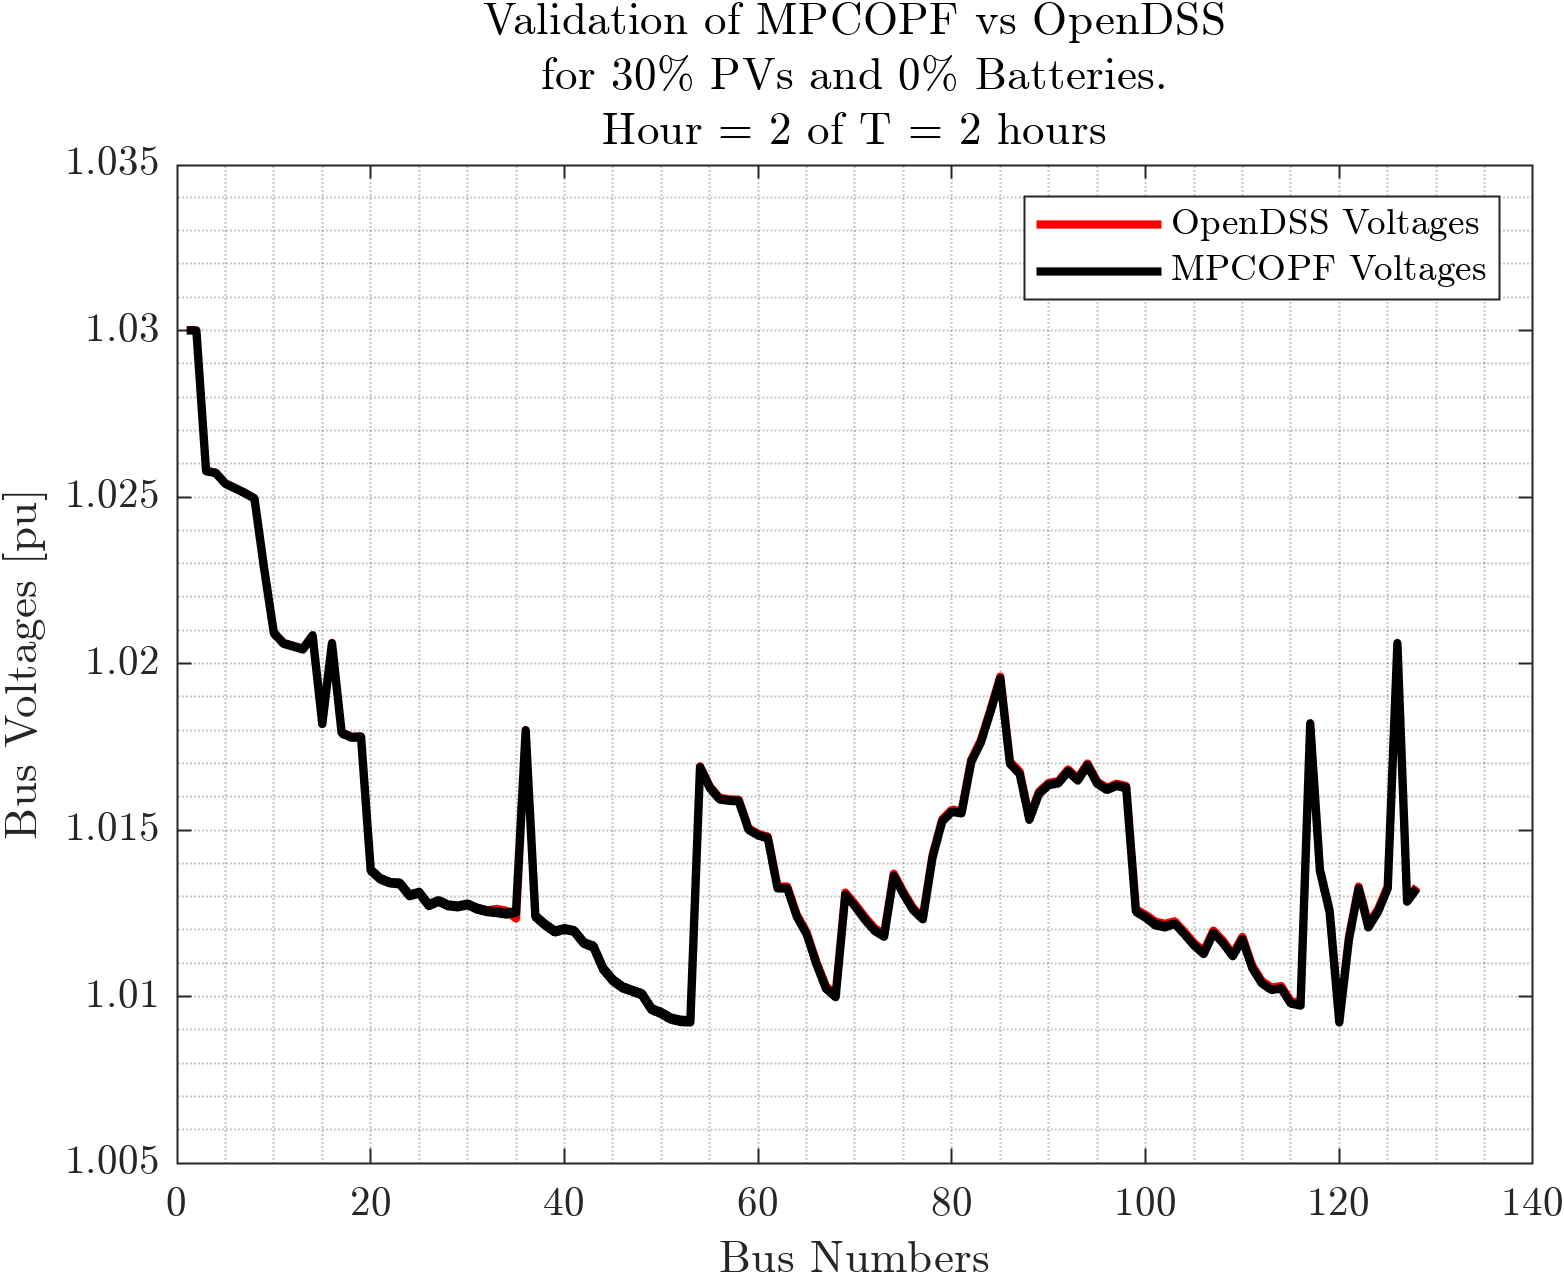 Validation of MPCOPF vs OpenDSS
for 30% PVs and 0% Batteries.
Hour = 2 of T = 2 hours
OpenDSS Voltages
MPCOPF Voltages
Bus Voltages [pu]
1.035
1.03
1.025
1.02
1.015
1.01
1.005
0 20 40 60 80 100 120 140
Bus Numbers